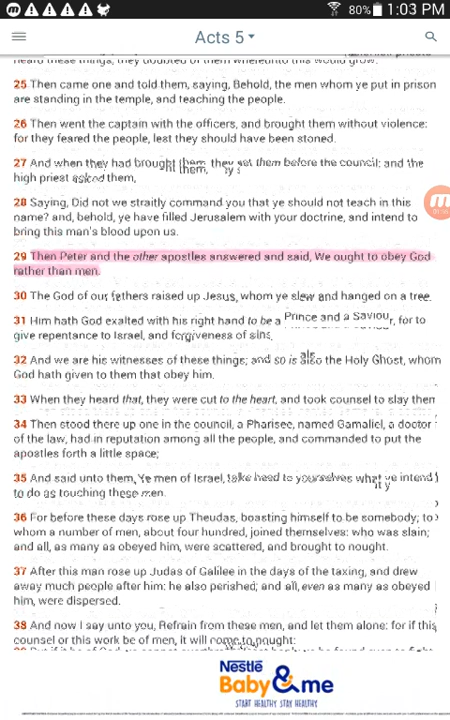 80% 1:03 PM
Acts 5
heard these things, they doubted of them whereunto this would grow.
25 Then came one and told them, saying, Behold, the men whom ye put in prison
are standing in the temple, and teaching the people.
26 Then went the captain with the officers, and brought them without violence:
for they feared the people, lest they should have been stoned.
27 And when they had brought them, they set them before the council: and the
high priest asked them,
28 Saying, Did not we straitly command you that ye should not teach in this
name? and, behold, ye have filled Jerusalem with your doctrine, and intend to
bring this man's blood upon us.
29 Then Peter and the other apostles answered and said, We ought to obey God
rather than men.
30 The God of our fathers raised up Jesus, whom ye slew and hanged on a tree.
31 Him hath God exalted with his right hand to be a Prince and a Saviour, for to
give repentance to Israel, and forgiveness of sins.
32 And we are his witnesses of these things; and so is also the Holy Ghost, whom
God hath given to them that obey him.
33 When they heard that, they were cut to the heart, and took counsel to slay them
34 Then stood there up one in the council, a Pharisee, named Gamaliel, a doctor
of the law, had in reputation among all the people, and commanded to put the
apostles forth a little space;
35 And said unto them, Ye men of Israel, take heed to yourselves what ye intend
to do as touching these men.
36 For before these days rose up Theudas, boasting himself to be somebody; to
whom a number of men, about four hundred, joined themselves: who was slain;
and all, as many as obeyed him, were scattered, and brought to nought.
37 After this man rose up Judas of Galilee in the days of the taxing, and drew
away much people after him: he also perished; and all, even as many as obeyed
him, were dispersed.
38 And now I say unto you, Refrain from these men, and let them alone: for if this
counsel or this work be of men, it will come to nought:
Nestlé
Baby & me
START HEALTHY STAY HEALTHY